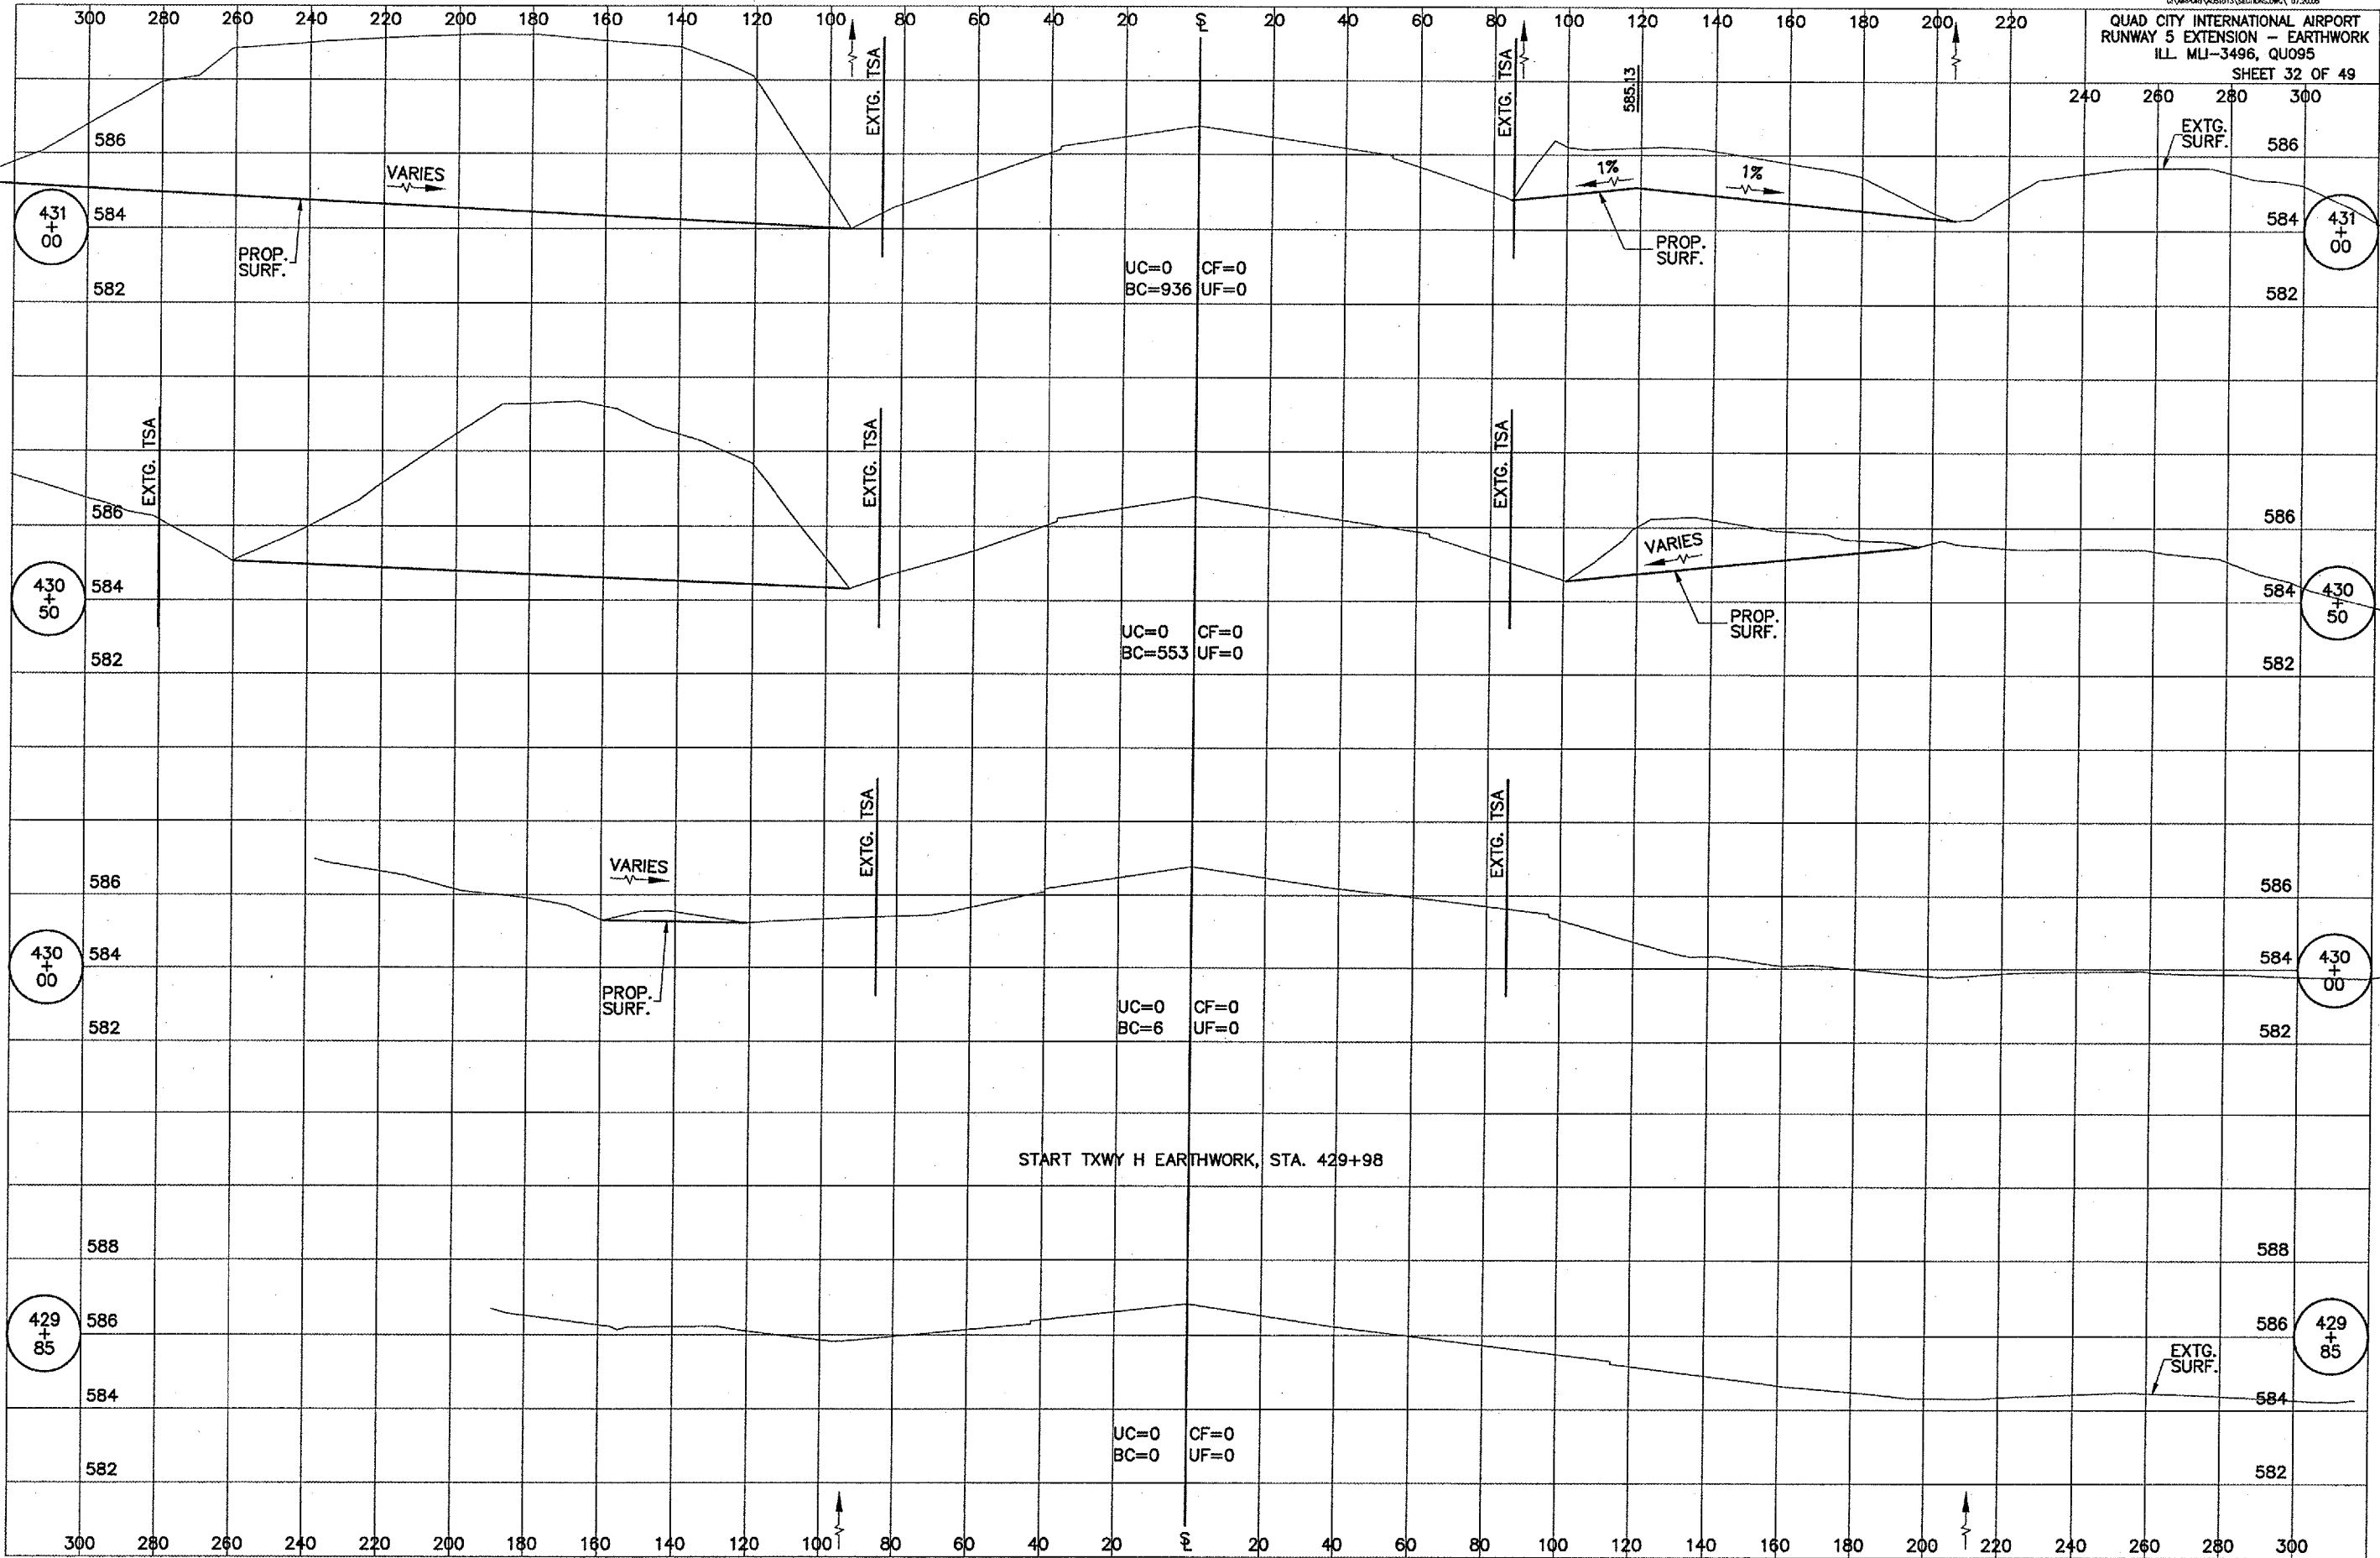 300 280 260 240 220 200 180 160 140 120 100 80 60 40 20 ℄ 20 40 60 80 100 120 140 160 180 200 220
QUAD CITY INTERNATIONAL AIRPORT
RUNWAY 5 EXTENSION – EARTHWORK
ILL. MLI-3496, QU095
SHEET 32 OF 49
240 260 280 300
EXTG. TSA
EXTG. TSA
585.13
586
VARIES
1%
1%
EXTG.
SURF.
586
431
+
00
584
PROP.
SURF.
PROP.
SURF.
584
431
+
00
582
UC=0 CF=0
BC=936 UF=0
582
EXTG. TSA
EXTG. TSA
EXTG. TSA
586
VARIES
586
430
+
50
584
PROP.
SURF.
584
430
+
50
582
UC=0 CF=0
BC=553 UF=0
582
EXTG. TSA
EXTG. TSA
586
VARIES
586
430
+
00
584
PROP.
SURF.
584
430
+
00
582
UC=0 CF=0
BC=6 UF=0
582
START TXWY H EARTHWORK, STA. 429+98
588
588
429
+
85
586
586
429
+
85
EXTG.
SURF.
584
584
UC=0 CF=0
BC=0 UF=0
582
582
300 280 260 240 220 200 180 160 140 120 100 80 60 40 20 ℄ 20 40 60 80 100 120 140 160 180 200 220 240 260 280 300